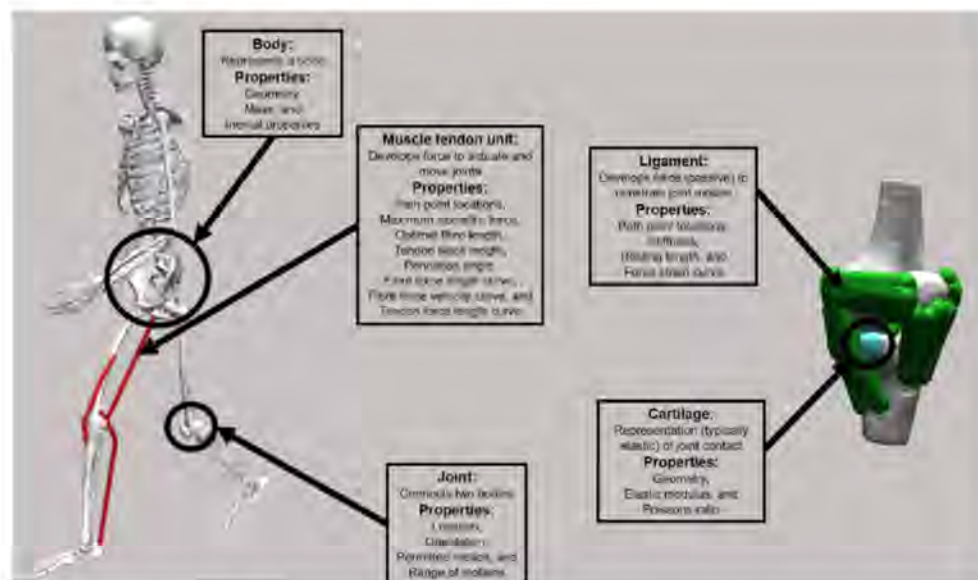 Body:
Represents a bone
Properties:
Geometry,
Mass, and
Inertial properties
Muscle tendon unit:
Develops force to actuate and
move joints
Properties:
Path point locations,
Maximum isometric force,
Optimal fibre length,
Tendon slack length,
Pennation angle,
Fibre force length curve,
Fibre force velocity curve, and
Tendon force length curve
Ligament:
Develops force (passive) to
constrain joint motion
Properties:
Path point locations,
Stiffness,
Resting length, and
Force strain curve
Cartilage:
Representation (typically
elastic) of joint contact
Properties:
Geometry,
Elastic modulus, and
Poissons ratio
Joint:
Connects two bodies
Properties:
Location,
Orientation,
Permitted motion, and
Range of motions